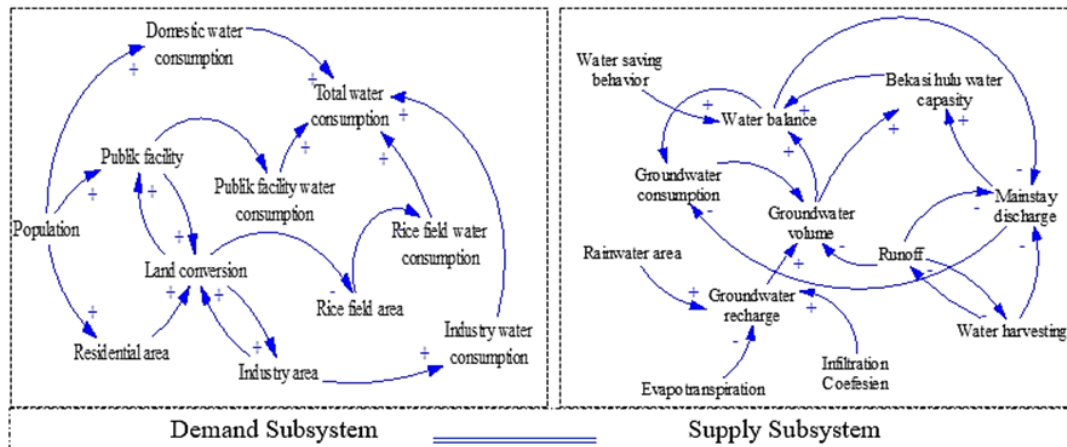 Domestic water
consumption
Total water
consumption
Publik facility
Publik facility water
consumption
Population
Rice field water
consumption
Land conversion
Rice field area
Residential area
Industry area
Industry water
consumption
Demand Subsystem
Water saving
behavior
Bekasi hulu water
capacity
Water balance
Groundwater
consumption
Groundwater
volume
Mainstay
discharge
Rainwater area
Runoff
Groundwater
recharge
Water harvesting
Infiltration
Coefesien
Evapotranspiration
Supply Subsystem